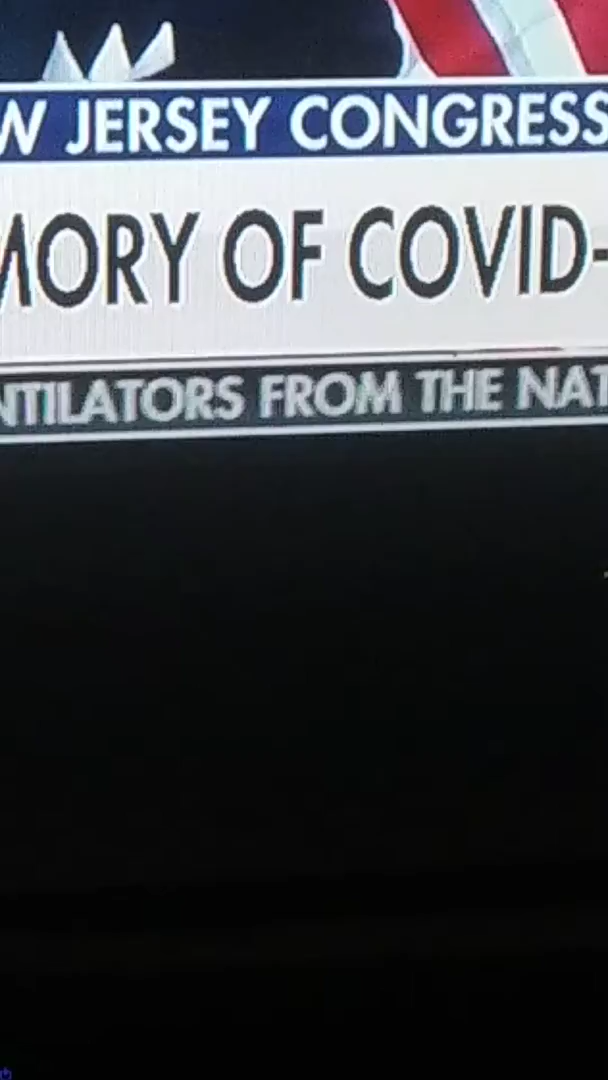 W JERSEY CONGRESS
MORY OF COVID-
NTILATORS FROM THE NAT